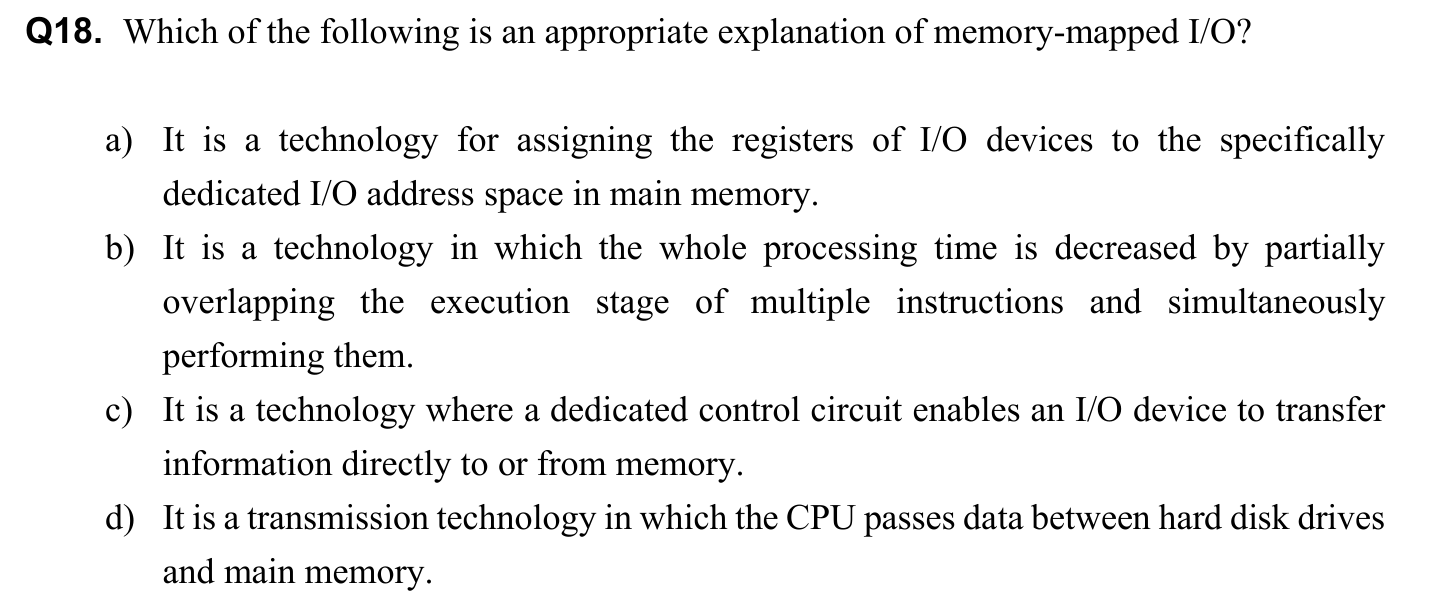 Q18. Which of the following is an appropriate explanation of memory-mapped I/O?
a) It is a technology for assigning the registers of I/O devices to the specifically
dedicated I/O address space in main memory.
b) It is a technology in which the whole processing time is decreased by partially
overlapping the execution stage of multiple instructions and simultaneously
performing them.
c) It is a technology where a dedicated control circuit enables an I/O device to transfer
information directly to or from memory.
d) It is a transmission technology in which the CPU passes data between hard disk drives
and main memory.